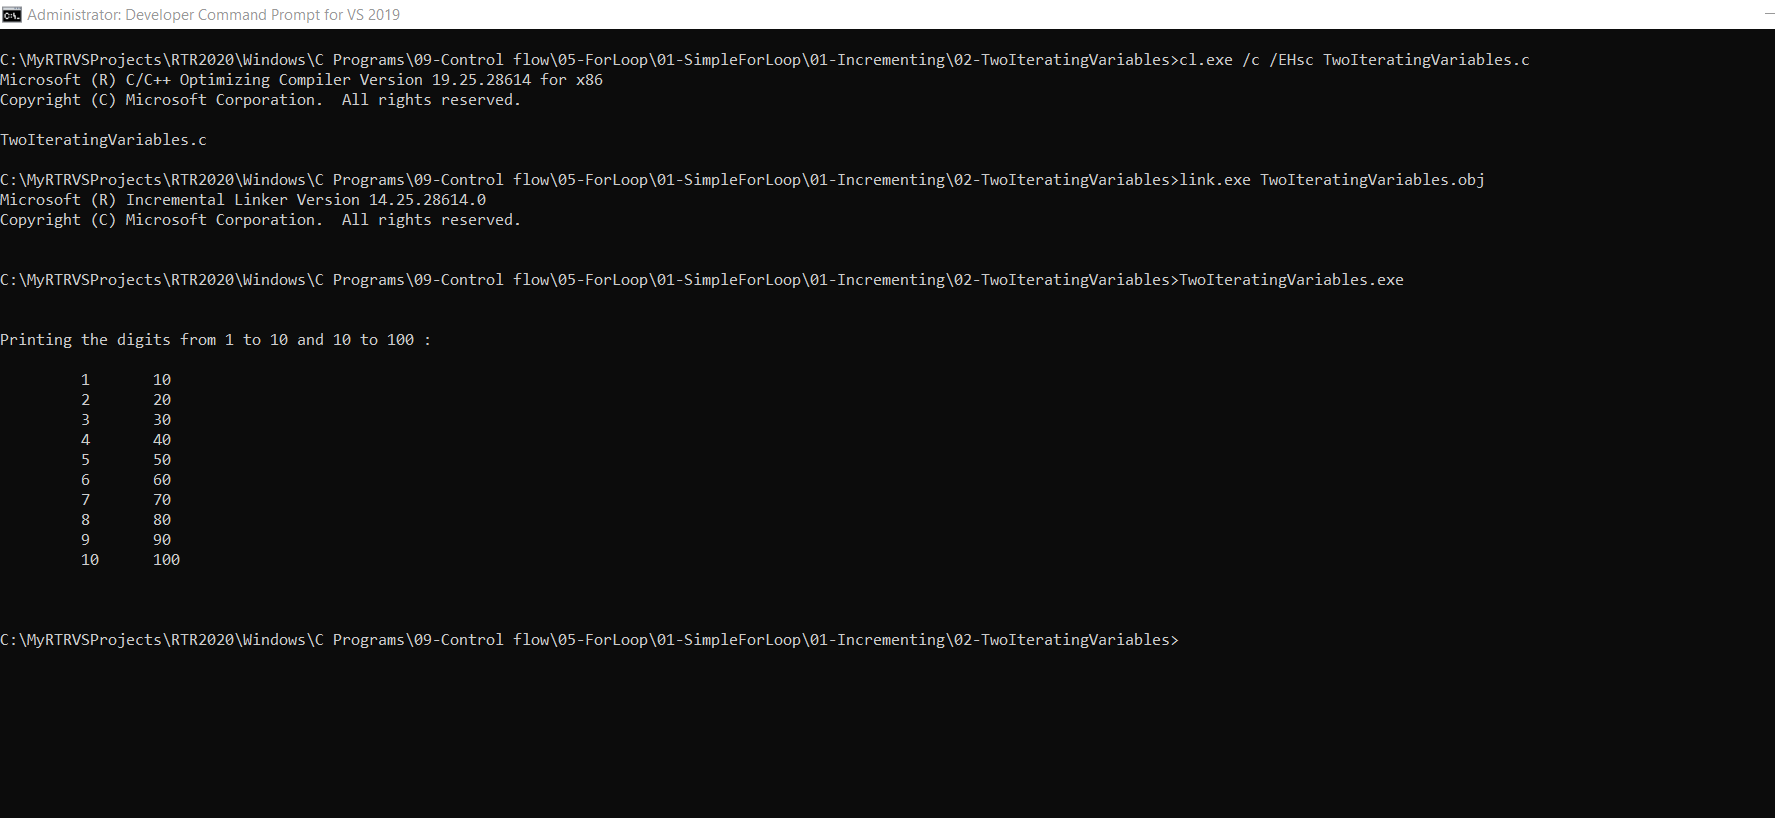 Administrator: Developer Command Prompt for VS 2019
C:\MyRTRVSProjects\RTR2020\Windows\C Programs\09-Control flow\05-ForLoop\01-SimpleForLoop\01-Incrementing\02-TwoIteratingVariables>cl.exe /c /EHsc TwoIteratingVariables.c
Microsoft (R) C/C++ Optimizing Compiler Version 19.25.28614 for x86
Copyright (C) Microsoft Corporation.  All rights reserved.
TwoIteratingVariables.c
C:\MyRTRVSProjects\RTR2020\Windows\C Programs\09-Control flow\05-ForLoop\01-SimpleForLoop\01-Incrementing\02-TwoIteratingVariables>link.exe TwoIteratingVariables.obj
Microsoft (R) Incremental Linker Version 14.25.28614.0
Copyright (C) Microsoft Corporation.  All rights reserved.
C:\MyRTRVSProjects\RTR2020\Windows\C Programs\09-Control flow\05-ForLoop\01-SimpleForLoop\01-Incrementing\02-TwoIteratingVariables>TwoIteratingVariables.exe
Printing the digits from 1 to 10 and 10 to 100 :
1 10
2 20
3 30
4 40
5 50
6 60
7 70
8 80
9 90
10 100
C:\MyRTRVSProjects\RTR2020\Windows\C Programs\09-Control flow\05-ForLoop\01-SimpleForLoop\01-Incrementing\02-TwoIteratingVariables>